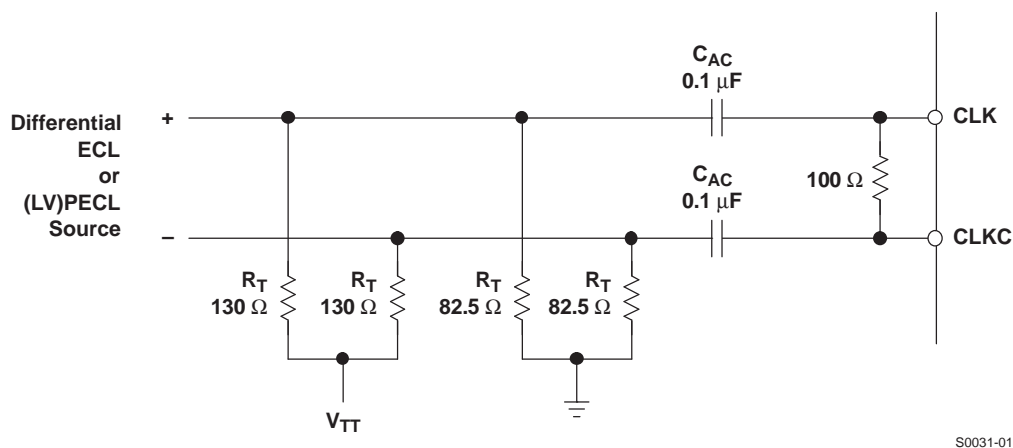 C_AC
0.1 μF
Differential
ECL
or
(LV)PECL
Source
+
CLK
C_AC
0.1 μF
100 Ω
−
CLKC
R_T
130 Ω
R_T
130 Ω
R_T
82.5 Ω
R_T
82.5 Ω
V_TT
S0031-01